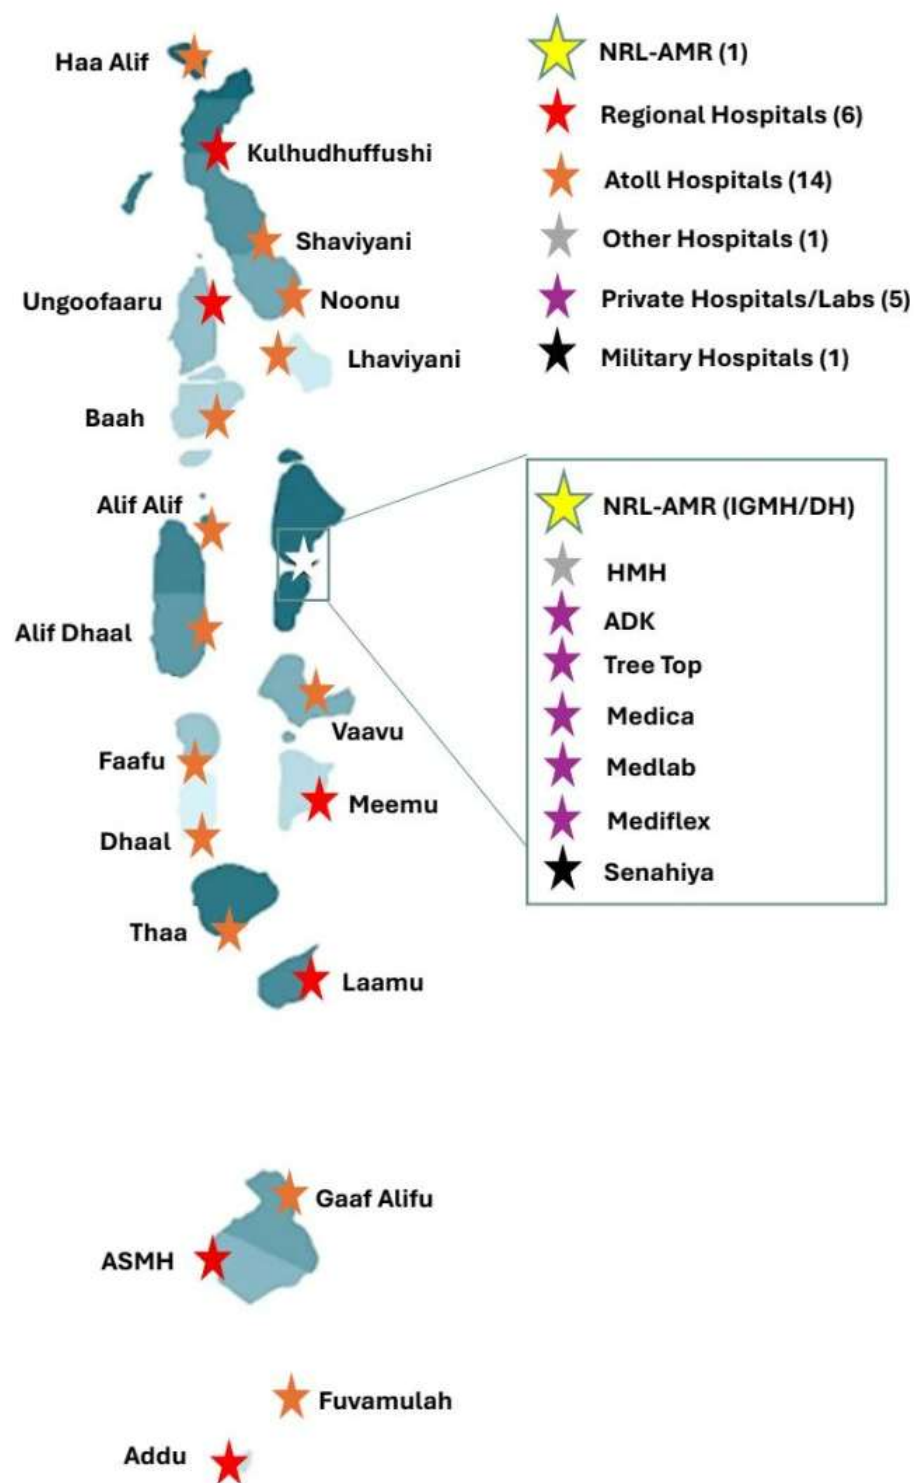 Haa Alif
Kulhudhuffushi
Shaviyani
Ungoofaaru
Noonu
Lhaviyani
Baah
Alif Alif
Alif Dhaal
Vaavu
Faafu
Meemu
Dhaal
Thaa
Laamu
Gaaf Alifu
ASMH
Fuvamulah
Addu
NRL-AMR (1)
Regional Hospitals (6)
Atoll Hospitals (14)
Other Hospitals (1)
Private Hospitals/Labs (5)
Military Hospitals (1)
NRL-AMR (IGMH/DH)
HMH
ADK
Tree Top
Medica
Medlab
Mediflex
Senahiya